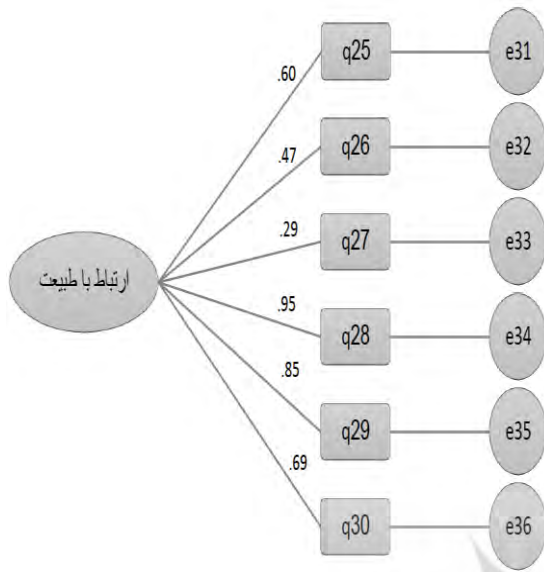 q25
e31
.60
q26
e32
.47
q27
e33
.29
ارتباط با طبیعت
q28
e34
.95
q29
e35
.85
q30
e36
.69